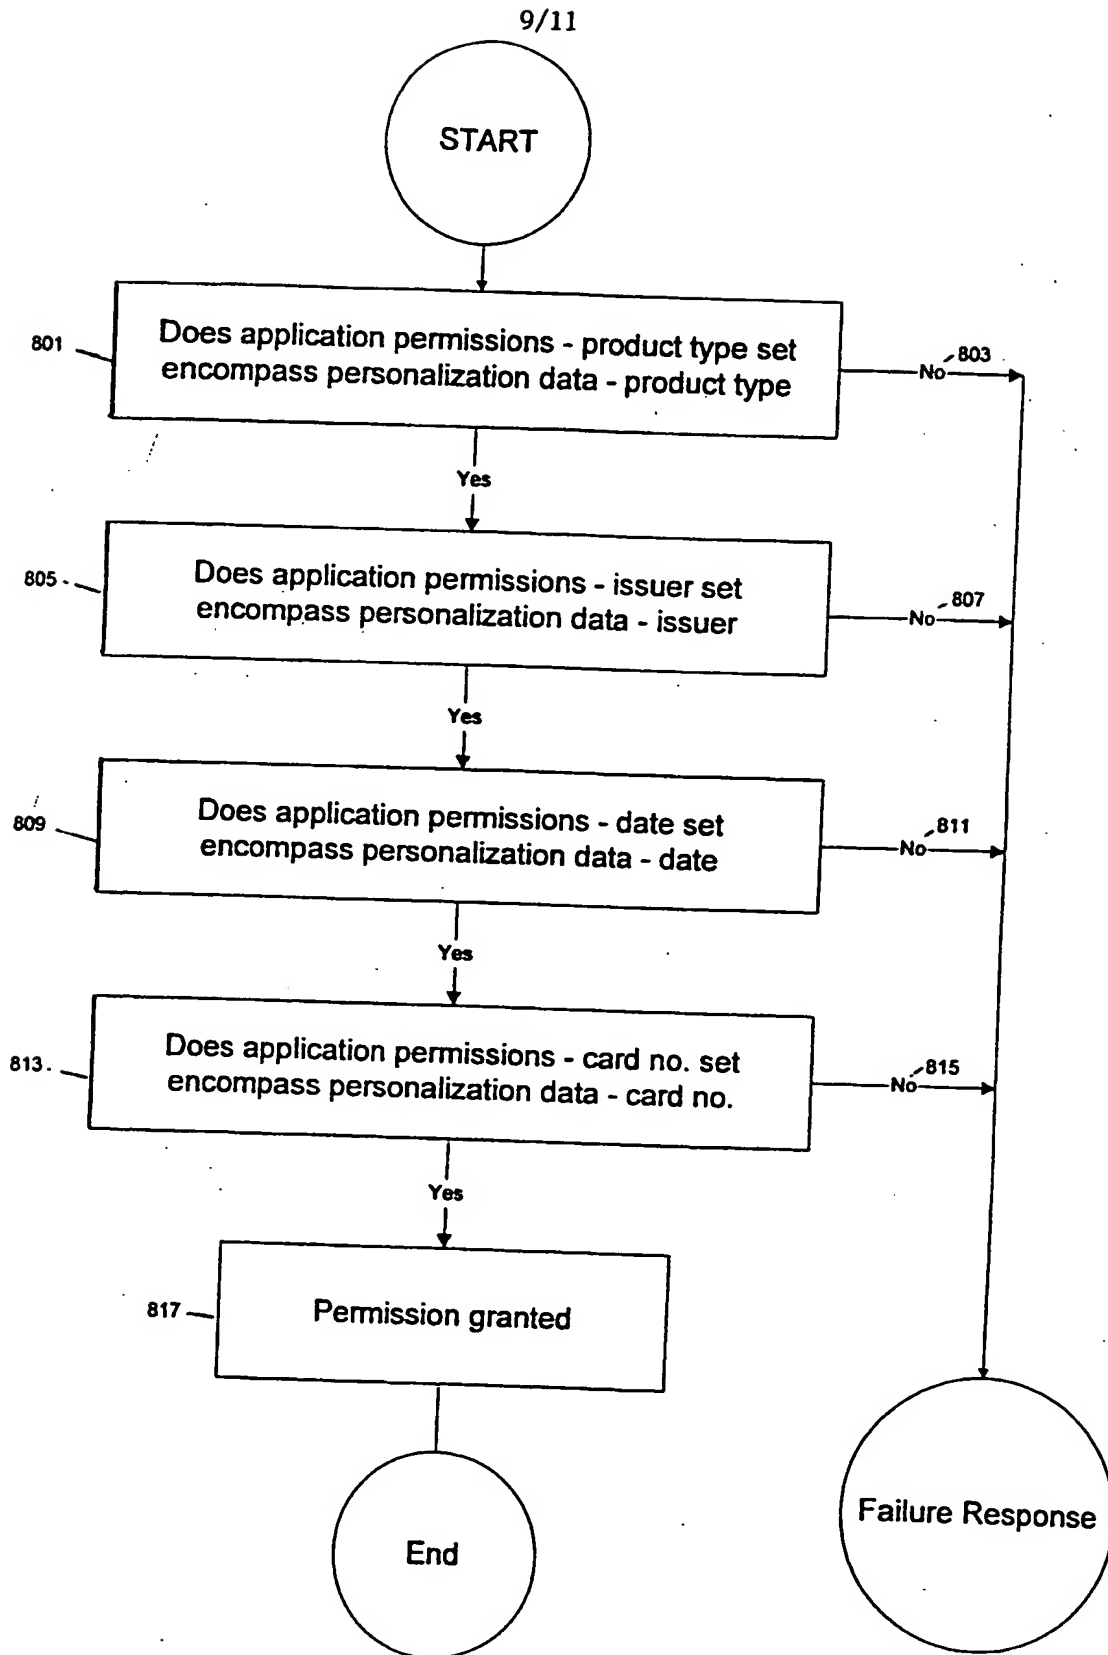 9/11
START
801
Does application permissions - product type set
encompass personalization data - product type
No
803
Yes
805
Does application permissions - issuer set
encompass personalization data - issuer
No
807
Yes
809
Does application permissions - date set
encompass personalization data - date
No
811
Yes
813
Does application permissions - card no. set
encompass personalization data - card no.
No
815
Yes
817
Permission granted
End
Failure Response